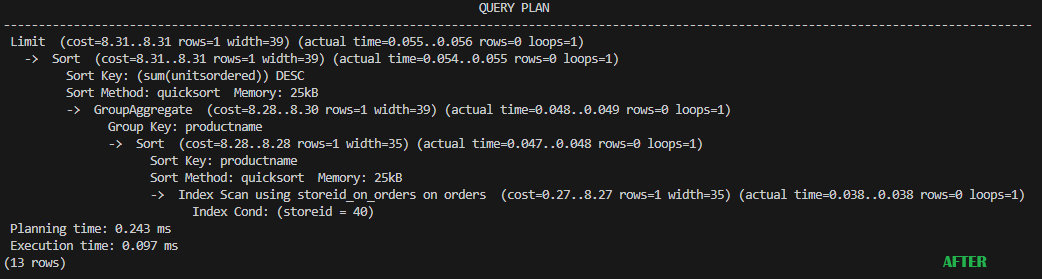 QUERY PLAN
--------------------------------------------------------------------------------------------------------------------------------------------------
Limit  (cost=8.31..8.31 rows=1 width=39) (actual time=0.055..0.056 rows=0 loops=1)
  ->  Sort  (cost=8.31..8.31 rows=1 width=39) (actual time=0.054..0.055 rows=0 loops=1)
        Sort Key: (sum(unitsordered)) DESC
        Sort Method: quicksort  Memory: 25kB
        ->  GroupAggregate  (cost=8.28..8.30 rows=1 width=39) (actual time=0.048..0.049 rows=0 loops=1)
              Group Key: productname
              ->  Sort  (cost=8.28..8.28 rows=1 width=35) (actual time=0.047..0.048 rows=0 loops=1)
                    Sort Key: productname
                    Sort Method: quicksort  Memory: 25kB
                    ->  Index Scan using storeid_on_orders on orders  (cost=0.27..8.27 rows=1 width=35) (actual time=0.038..0.038 rows=0 loops=1)
                          Index Cond: (storeid = 40)
Planning time: 0.243 ms
Execution time: 0.097 ms
(13 rows)
AFTER